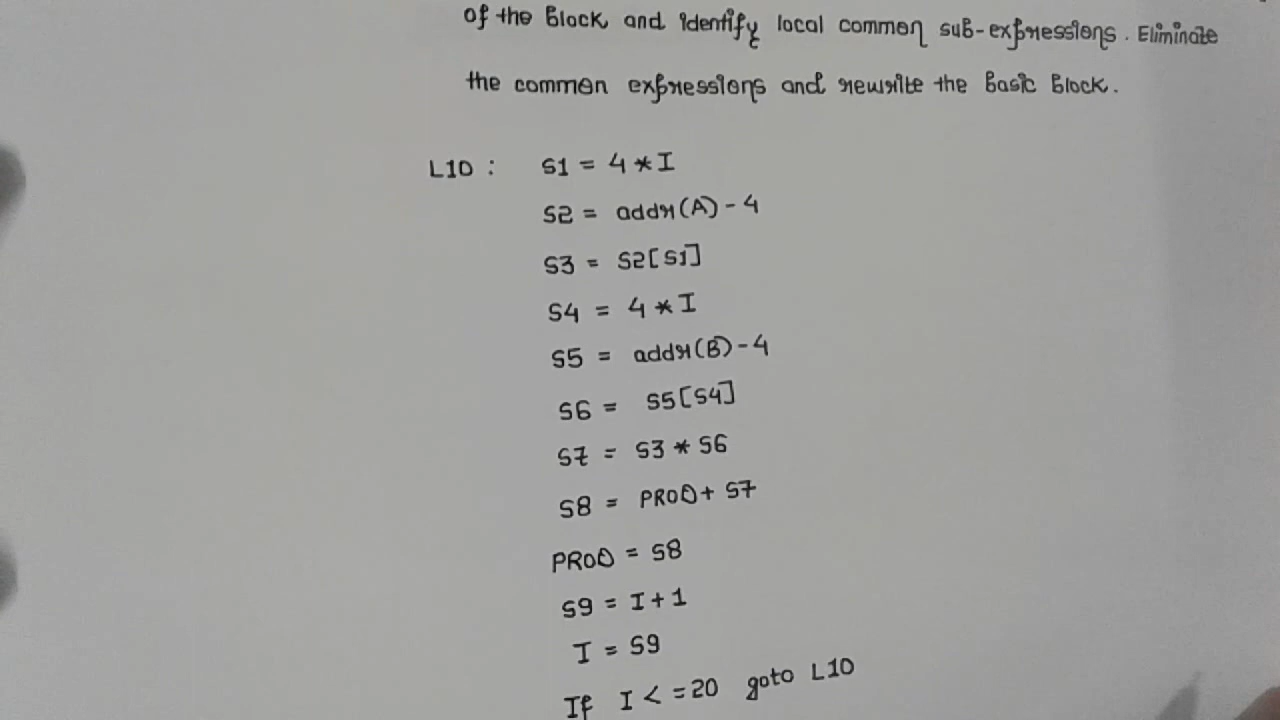 of the Block and identify local common sub-expressions. Eliminate
the common expressions and rewrite the Basic Block.
L10 : S1 = 4 * I
S2 = addr(A) - 4
S3 = S2[S1]
S4 = 4 * I
S5 = addr(B) - 4
S6 = S5[S4]
S7 = S3 * S6
S8 = PROD + S7
PROD = S8
S9 = I + 1
I = S9
If I <= 20 goto L10